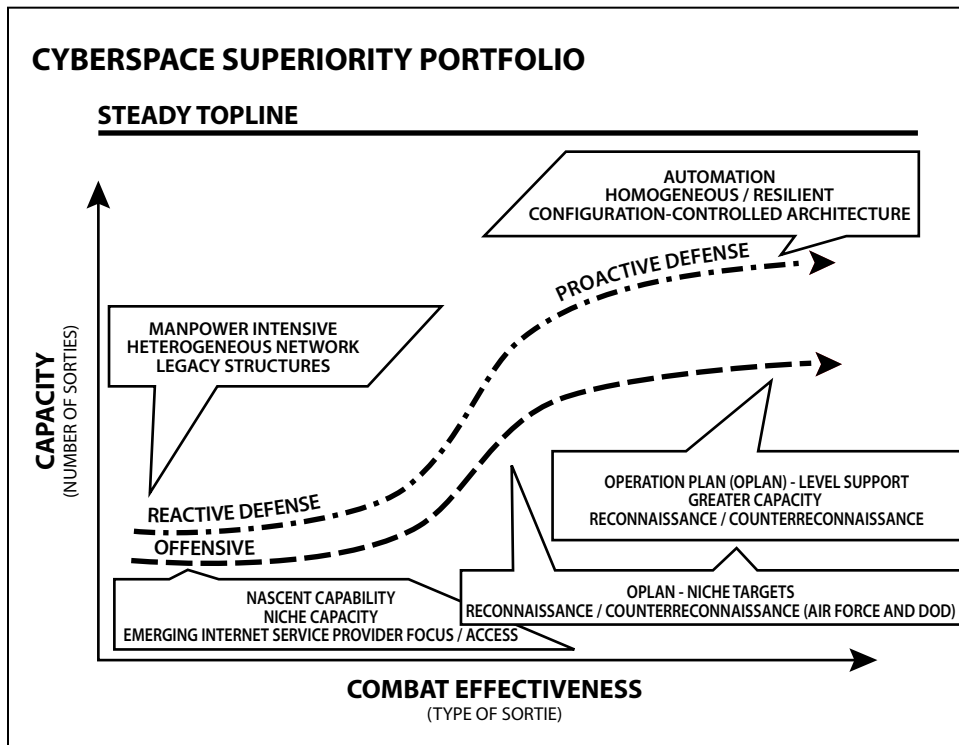 CYBERSPACE SUPERIORITY PORTFOLIO
STEADY TOPLINE
AUTOMATION
HOMOGENEOUS / RESILIENT
CONFIGURATION-CONTROLLED ARCHITECTURE
PROACTIVE DEFENSE
MANPOWER INTENSIVE
HETEROGENEOUS NETWORK
LEGACY STRUCTURES
CAPACITY
(NUMBER OF SORTIES)
REACTIVE DEFENSE
OFFENSIVE
OPERATION PLAN (OPLAN) - LEVEL SUPPORT
GREATER CAPACITY
RECONNAISSANCE / COUNTERRECONNAISSANCE
OPLAN - NICHE TARGETS
RECONNAISSANCE / COUNTERRECONNAISSANCE (AIR FORCE AND DOD)
NASCENT CAPABILITY
NICHE CAPACITY
EMERGING INTERNET SERVICE PROVIDER FOCUS / ACCESS
COMBAT EFFECTIVENESS
(TYPE OF SORTIE)